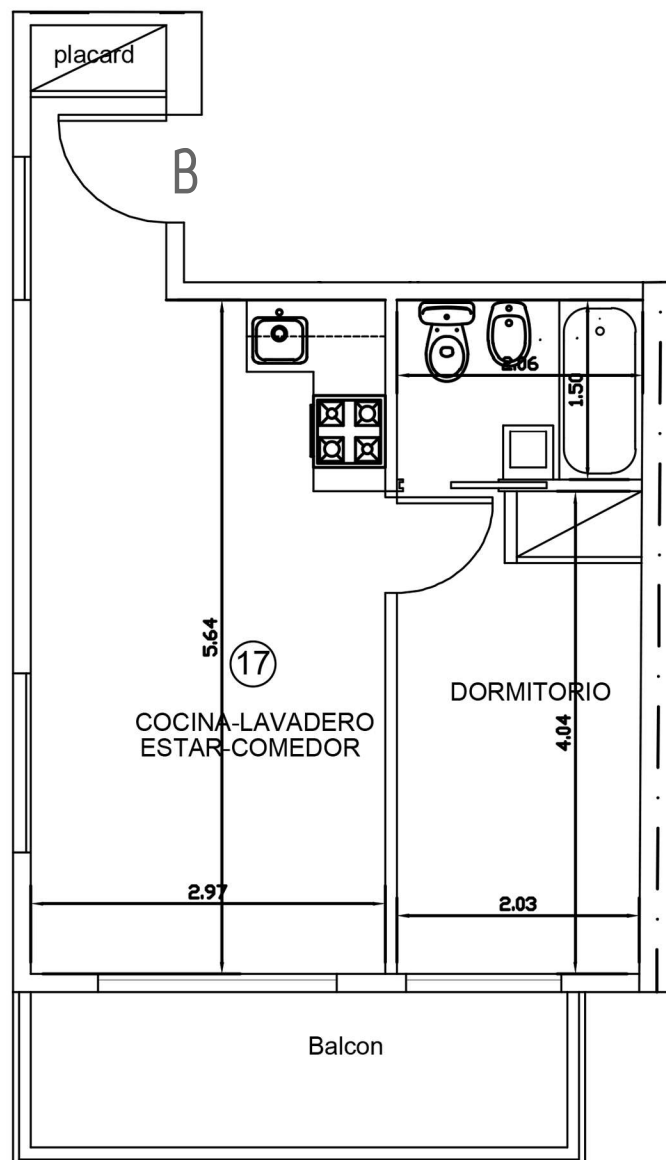 placard
B
2.06
1.50
5.64
17
COCINA-LAVADERO
ESTAR-COMEDOR
DORMITORIO
4.04
2.97
2.03
Balcon